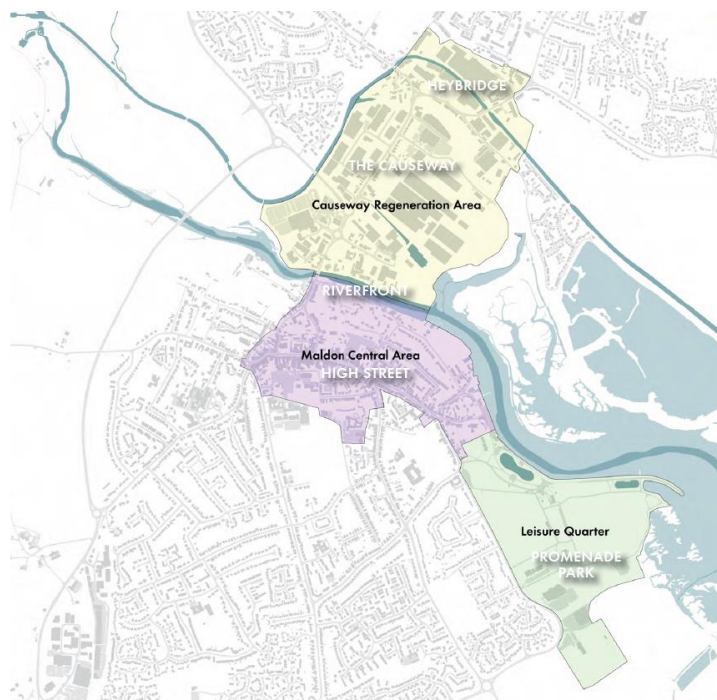 HEYBRIDGE
THE CAUSEWAY
Causeway Regeneration Area
RIVERFRONT
Maldon Central Area
HIGH STREET
Leisure Quarter
PROMENADE
PARK